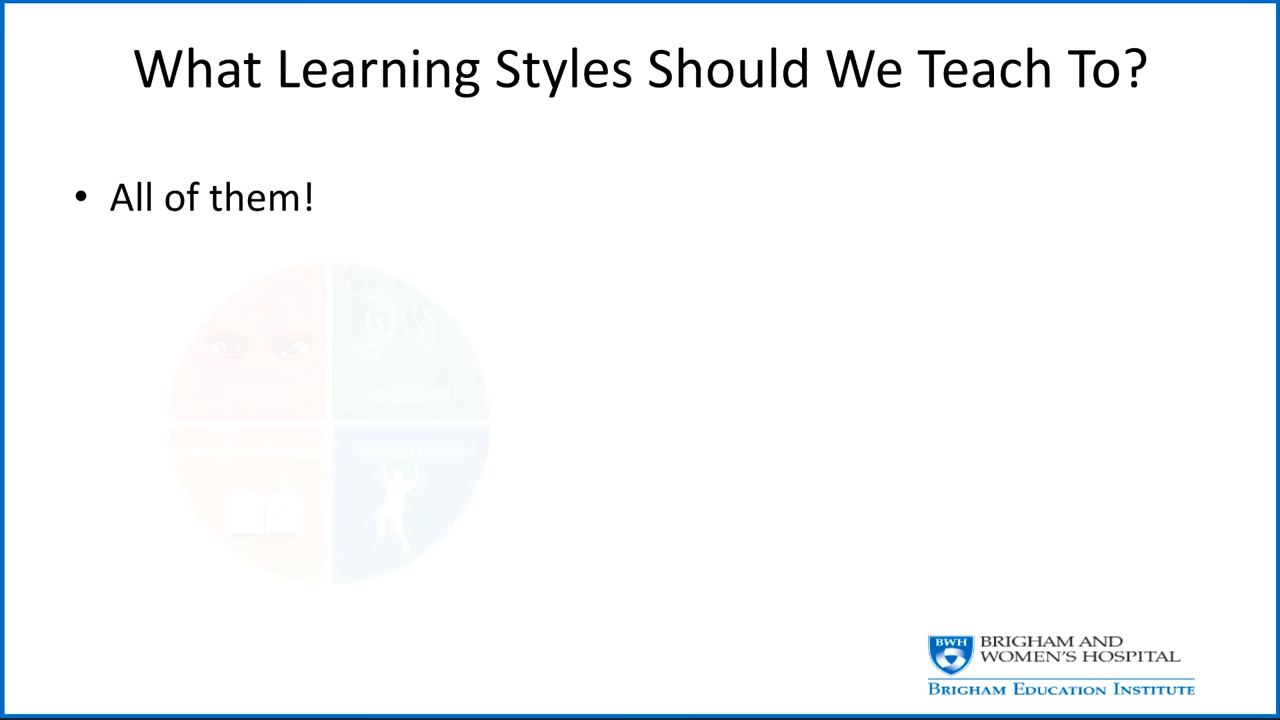 What Learning Styles Should We Teach To?
• All of them!
BWH
BRIGHAM AND
WOMEN'S HOSPITAL
BRIGHAM EDUCATION INSTITUTE